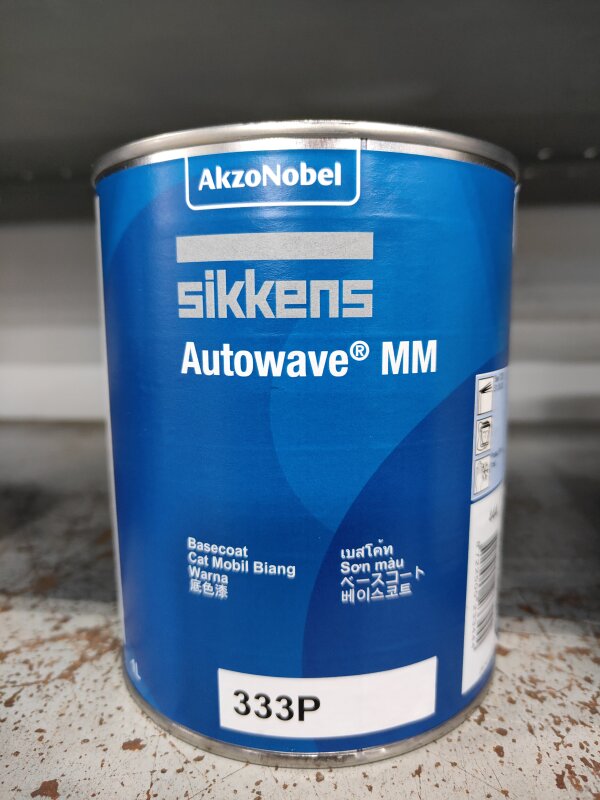 AkzoNobel
sikkens
Autowave® MM
Basecoat
Cat Mobil Biang
Warna
底色漆
เบสโค้ท
Sơn màu
ベースコート
베이스코트
1L
333P